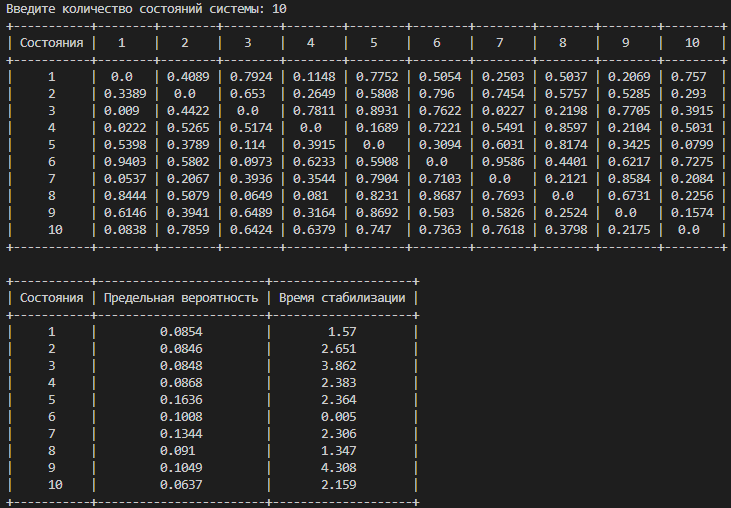 Введите количество состояний системы: 10
+-----------+--------+--------+--------+--------+--------+--------+--------+--------+--------+--------+
| Состояния |   1    |   2    |   3    |   4    |   5    |   6    |   7    |   8    |   9    |   10   |
+-----------+--------+--------+--------+--------+--------+--------+--------+--------+--------+--------+
|     1     |  0.0   | 0.4089 | 0.7924 | 0.1148 | 0.7752 | 0.5054 | 0.2503 | 0.5037 | 0.2069 | 0.757  |
|     2     | 0.3389 |  0.0   | 0.653  | 0.2649 | 0.5808 | 0.796  | 0.7454 | 0.5757 | 0.5285 | 0.293  |
|     3     | 0.009  | 0.4422 |  0.0   | 0.7811 | 0.8931 | 0.7622 | 0.0227 | 0.2198 | 0.7705 | 0.3915 |
|     4     | 0.0222 | 0.5265 | 0.5174 |  0.0   | 0.1689 | 0.7221 | 0.5491 | 0.8597 | 0.2104 | 0.5031 |
|     5     | 0.5398 | 0.3789 | 0.114  | 0.3915 |  0.0   | 0.3094 | 0.6031 | 0.8174 | 0.3425 | 0.0799 |
|     6     | 0.9403 | 0.5802 | 0.0973 | 0.6233 | 0.5908 |  0.0   | 0.9586 | 0.4401 | 0.6217 | 0.7275 |
|     7     | 0.0537 | 0.2067 | 0.3936 | 0.3544 | 0.7904 | 0.7103 |  0.0   | 0.2121 | 0.8584 | 0.2084 |
|     8     | 0.8444 | 0.5079 | 0.0649 | 0.081  | 0.8231 | 0.8687 | 0.7693 |  0.0   | 0.6731 | 0.2256 |
|     9     | 0.6146 | 0.3941 | 0.6489 | 0.3164 | 0.8692 | 0.503  | 0.5826 | 0.2524 |  0.0   | 0.1574 |
|     10    | 0.0838 | 0.7859 | 0.6424 | 0.6379 | 0.747  | 0.7363 | 0.7618 | 0.3798 | 0.2175 |  0.0   |
+-----------+--------+--------+--------+--------+--------+--------+--------+--------+--------+--------+
+-----------+-----------------------+--------------------+
| Состояния | Предельная вероятность | Время стабилизации |
+-----------+-----------------------+--------------------+
|     1     |         0.0854         |        1.57        |
|     2     |         0.0846         |       2.651        |
|     3     |         0.0848         |       3.862        |
|     4     |         0.0868         |       2.383        |
|     5     |         0.1636         |       2.364        |
|     6     |         0.1008         |       0.005        |
|     7     |         0.1344         |       2.306        |
|     8     |         0.091          |       1.347        |
|     9     |         0.1049         |       4.308        |
|     10    |         0.0637         |       2.159        |
+-----------+-----------------------+--------------------+